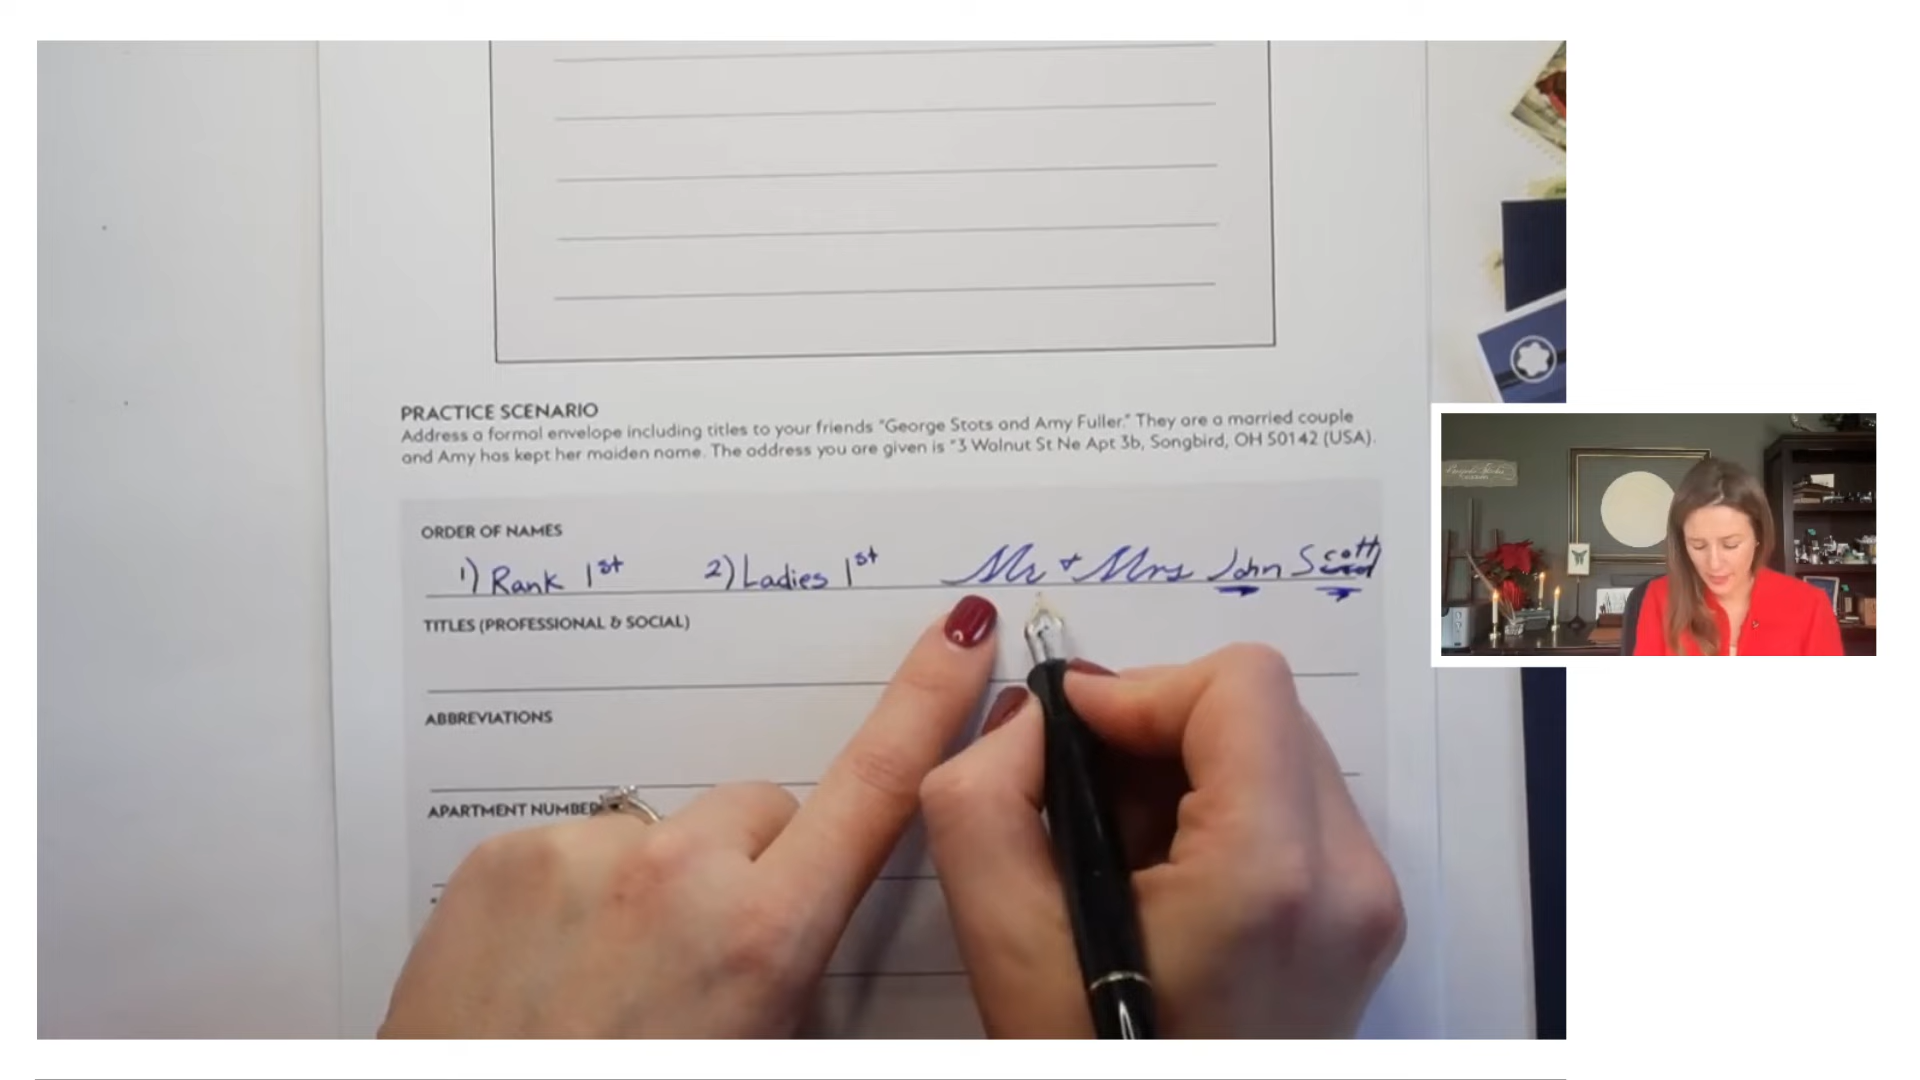 PRACTICE SCENARIO
Address a formal envelope including titles to your friends "George Stots and Amy Fuller." They are a married couple
and Amy has kept her maiden name. The address you are given is "3 Walnut St Ne Apt 3b, Songbird, OH 50142 (USA).
ORDER OF NAMES
1) Rank 1st 2) Ladies 1st Mr + Mrs John Scott
TITLES (PROFESSIONAL & SOCIAL)
ABBREVIATIONS
APARTMENT NUMBER